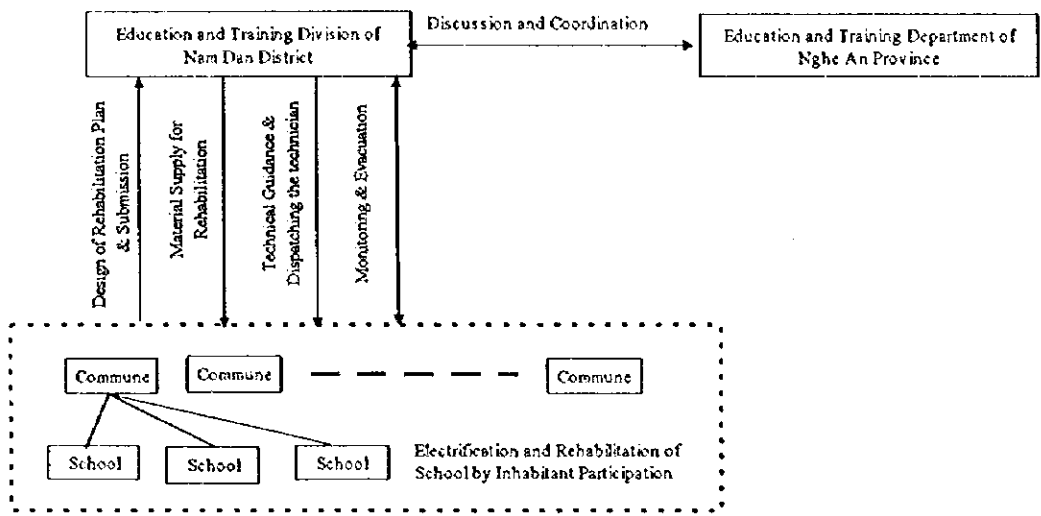 Discussion and Coordination
Education and Training Division of
Nam Dan District
Education and Training Department of
Nghe An Province
Design of Rehabilitation Plan
& Submission
Material Supply for
Rehabilitation
Technical Guidance &
Dispatching the technician
Monitoring & Evacuation
Commune
Commune
Commune
School
School
School
Electrification and Rehabilitation of
School by Inhabitant Participation